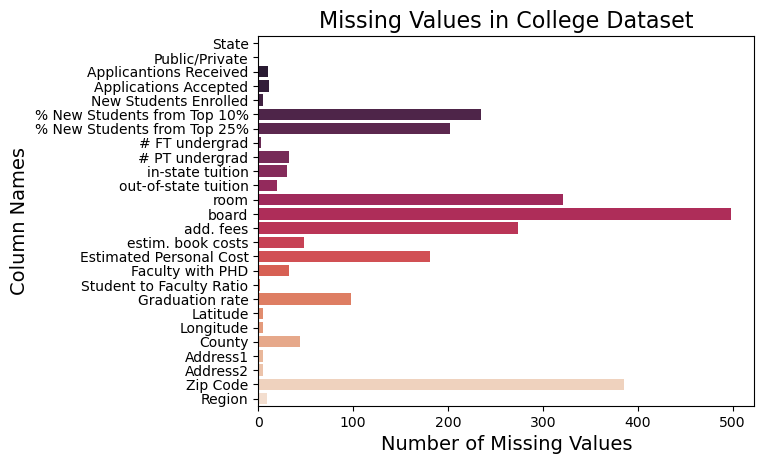 Missing Values in College Dataset
Column Names
State
Public/Private
Applicantions Received
Applications Accepted
New Students Enrolled
% New Students from Top 10%
% New Students from Top 25%
# FT undergrad
# PT undergrad
in-state tuition
out-of-state tuition
room
board
add. fees
estim. book costs
Estimated Personal Cost
Faculty with PHD
Student to Faculty Ratio
Graduation rate
Latitude
Longitude
County
Address1
Address2
Zip Code
Region
0 100 200 300 400 500
Number of Missing Values